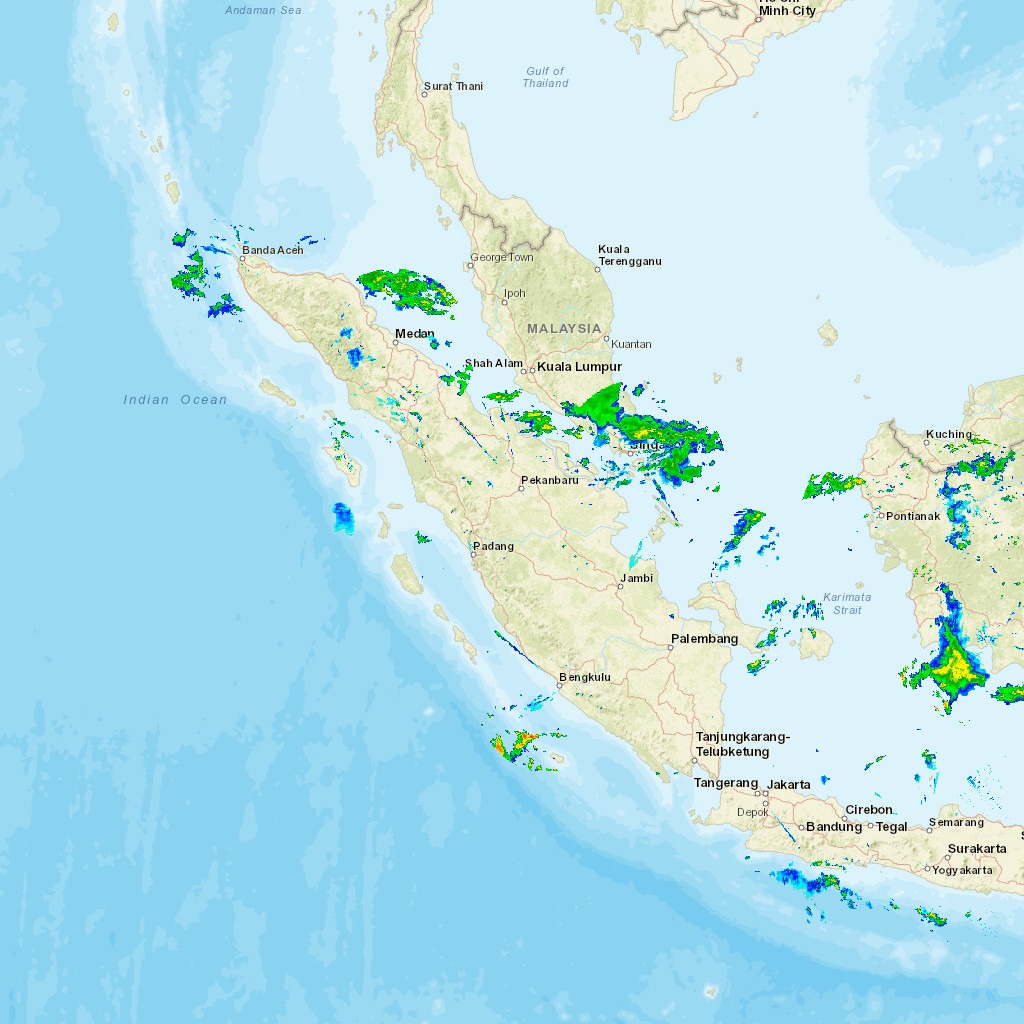 Andaman Sea
Minh City
Gulf of
Thailand
Surat Thani
Banda Aceh
George Town
Kuala
Terengganu
Ipoh
MALAYSIA
Medan
Kuantan
Shah Alam
Kuala Lumpur
Indian Ocean
Kuching
Pekanbaru
Pontianak
Padang
Jambi
Karimata
Strait
Palembang
Bengkulu
Tanjungkarang-
Telubketung
Tangerang
Jakarta
Depok
Cirebon
Bandung
Tegal
Semarang
Surakarta
Yogyakarta